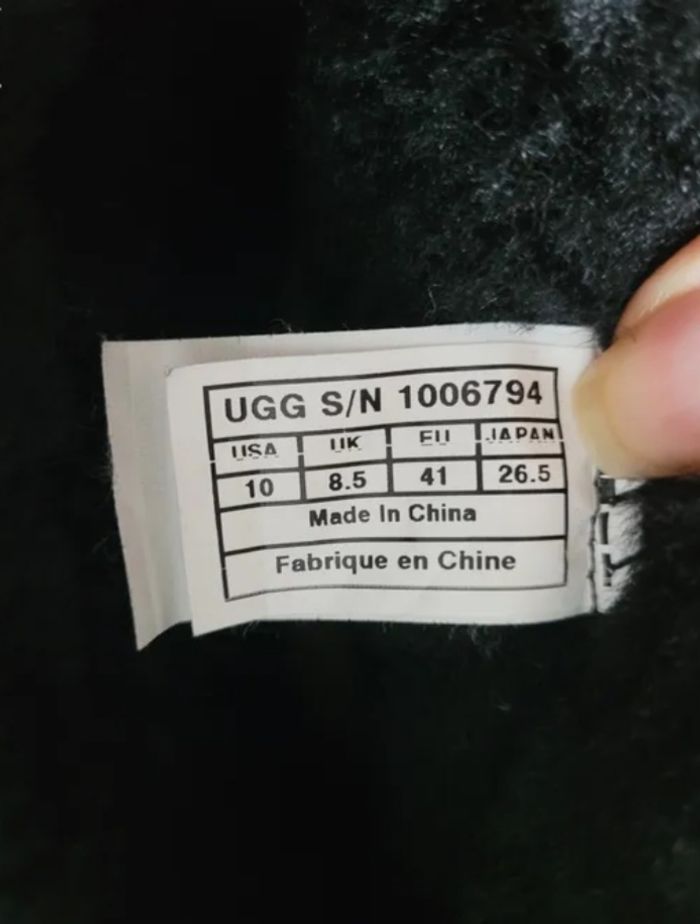 UGG S/N 1006794
USA UK EU JAPAN
10 8.5 41 26.5
Made In China
Fabrique en Chine